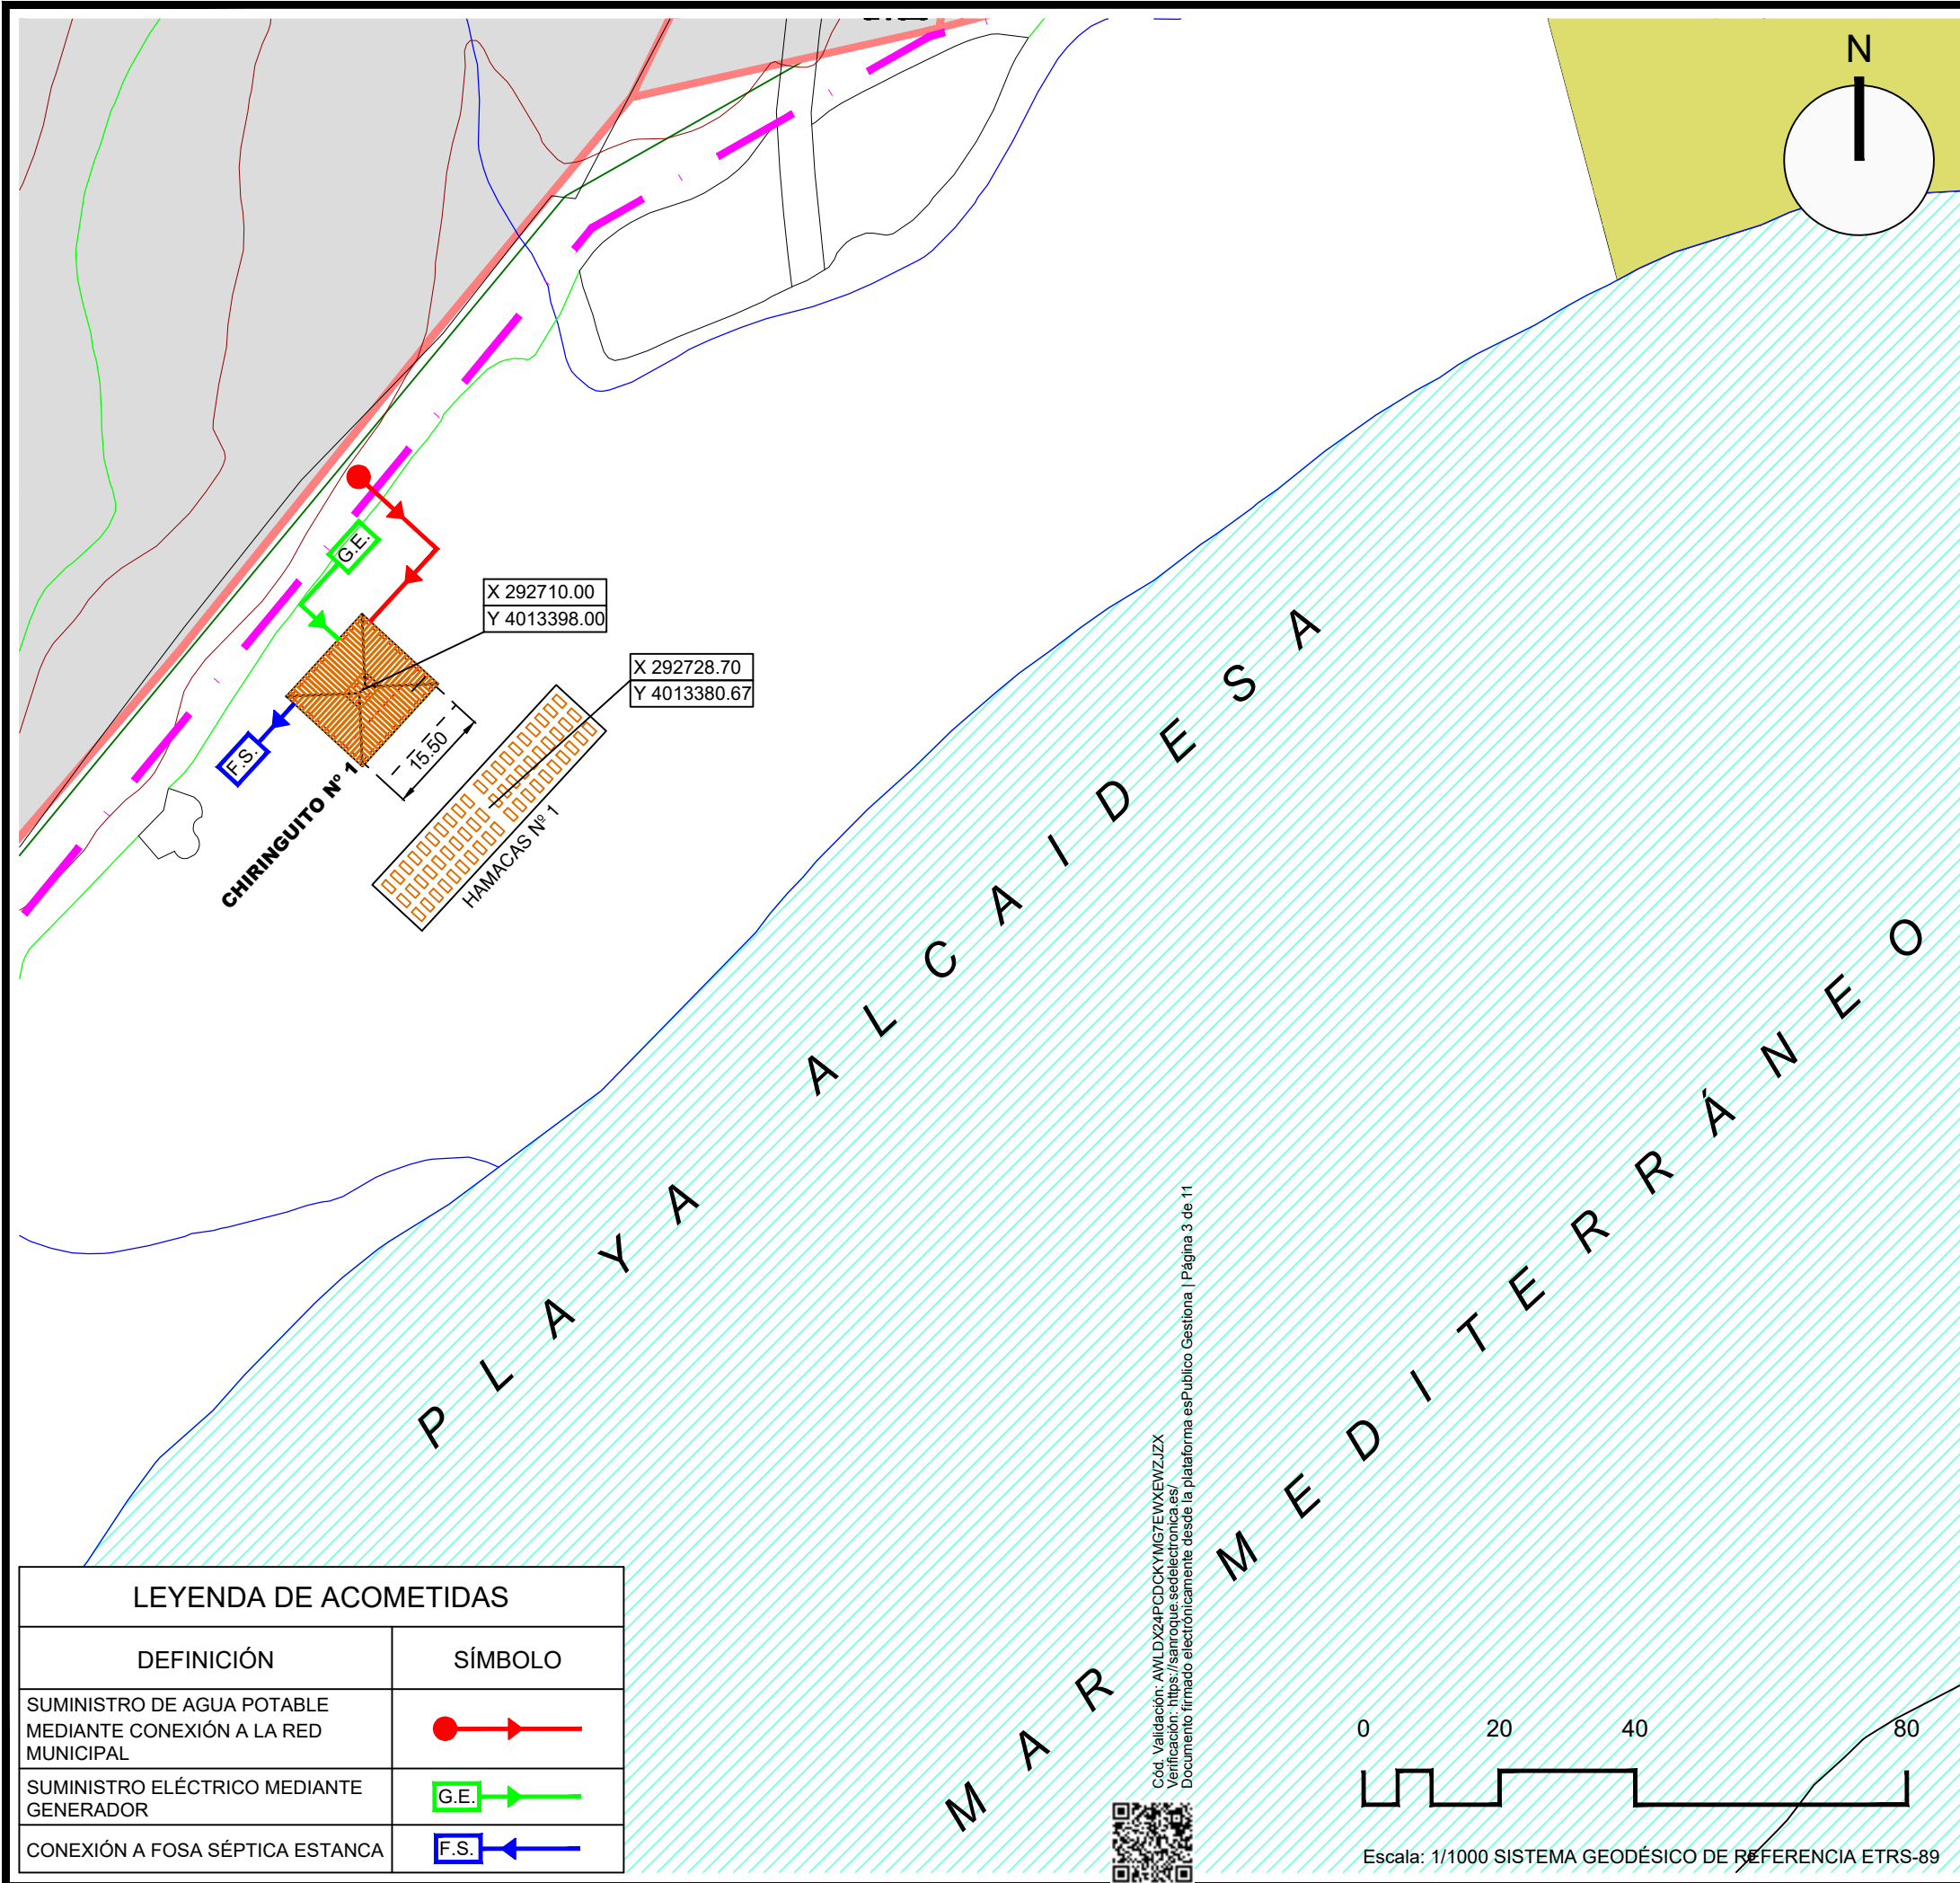 N
G.E.
X 292710.00
Y 4013398.00
X 292728.70
Y 4013380.67
F.S.
15.50
CHIRINGUITO Nº 1
HAMACAS Nº 1
PLAYA ALCAIDESA
MAR MEDITERRÁNEO
Cód. Validación: AWLDX24PCDCKYMG7EWXEWZJZX
Verificación: https://sanroque.sedelectronica.es/
Documento firmado electrónicamente desde la plataforma esPublico Gestiona | Página 3 de 11
LEYENDA DE ACOMETIDAS
DEFINICIÓN SÍMBOLO
SUMINISTRO DE AGUA POTABLE
MEDIANTE CONEXIÓN A LA RED
MUNICIPAL
SUMINISTRO ELÉCTRICO MEDIANTE
GENERADOR
G.E.
CONEXIÓN A FOSA SÉPTICA ESTANCA
F.S.
0 20 40 80
Escala: 1/1000 SISTEMA GEODÉSICO DE REFERENCIA ETRS-89